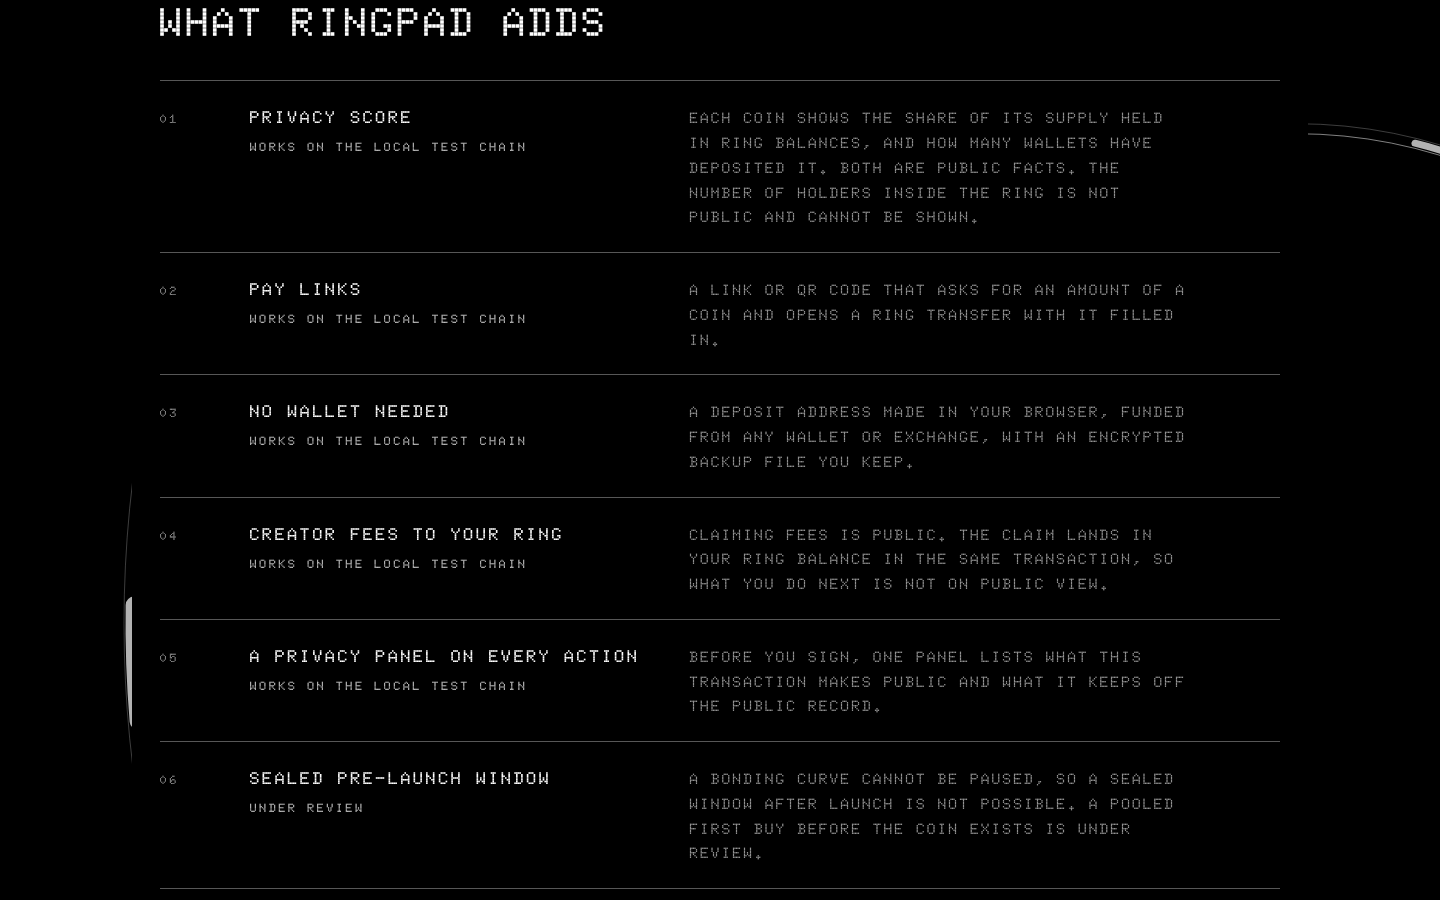 WHAT RINGPAD ADDS
01
PRIVACY SCORE
WORKS ON THE LOCAL TEST CHAIN
EACH COIN SHOWS THE SHARE OF ITS SUPPLY HELD
IN RING BALANCES, AND HOW MANY WALLETS HAVE
DEPOSITED IT. BOTH ARE PUBLIC FACTS. THE
NUMBER OF HOLDERS INSIDE THE RING IS NOT
PUBLIC AND CANNOT BE SHOWN.
02
PAY LINKS
WORKS ON THE LOCAL TEST CHAIN
A LINK OR QR CODE THAT ASKS FOR AN AMOUNT OF A
COIN AND OPENS A RING TRANSFER WITH IT FILLED
IN.
03
NO WALLET NEEDED
WORKS ON THE LOCAL TEST CHAIN
A DEPOSIT ADDRESS MADE IN YOUR BROWSER, FUNDED
FROM ANY WALLET OR EXCHANGE, WITH AN ENCRYPTED
BACKUP FILE YOU KEEP.
04
CREATOR FEES TO YOUR RING
WORKS ON THE LOCAL TEST CHAIN
CLAIMING FEES IS PUBLIC. THE CLAIM LANDS IN
YOUR RING BALANCE IN THE SAME TRANSACTION, SO
WHAT YOU DO NEXT IS NOT ON PUBLIC VIEW.
05
A PRIVACY PANEL ON EVERY ACTION
WORKS ON THE LOCAL TEST CHAIN
BEFORE YOU SIGN, ONE PANEL LISTS WHAT THIS
TRANSACTION MAKES PUBLIC AND WHAT IT KEEPS OFF
THE PUBLIC RECORD.
06
SEALED PRE-LAUNCH WINDOW
UNDER REVIEW
A BONDING CURVE CANNOT BE PAUSED, SO A SEALED
WINDOW AFTER LAUNCH IS NOT POSSIBLE. A POOLED
FIRST BUY BEFORE THE COIN EXISTS IS UNDER
REVIEW.